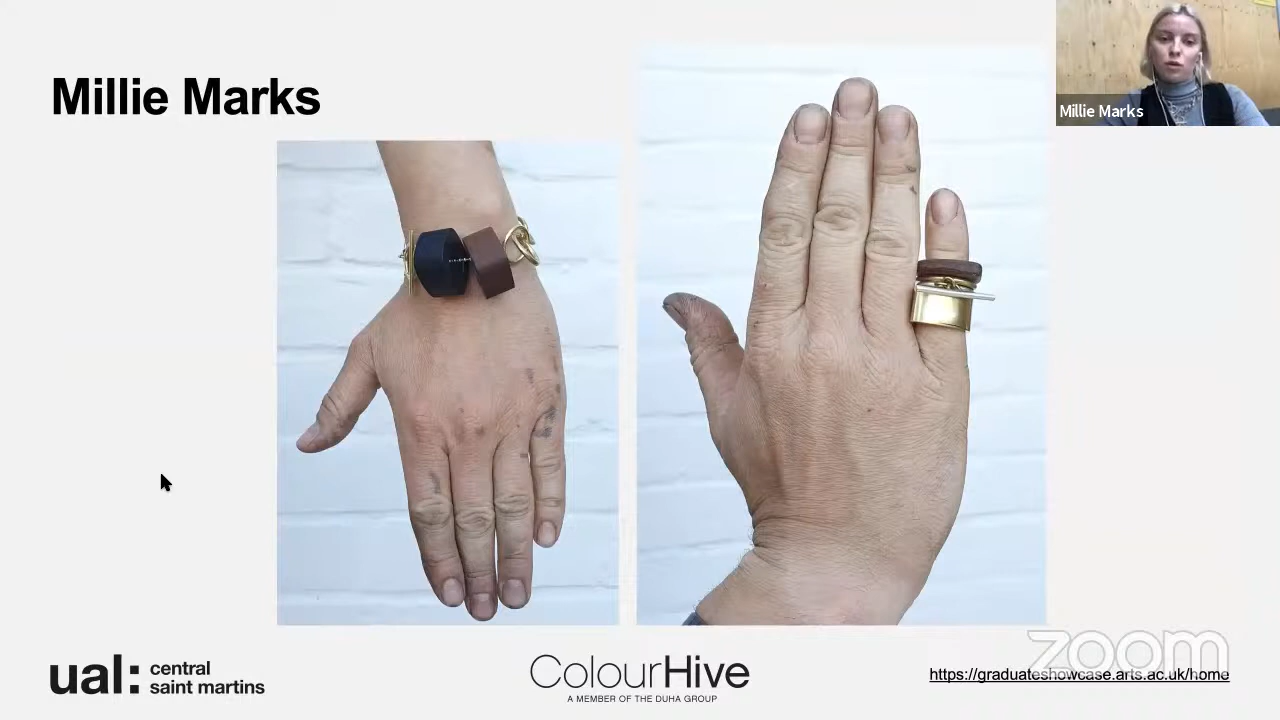 Millie Marks
Millie Marks
ual: central
saint martins
ColourHive
A MEMBER OF THE DUHA GROUP
zoom
https://graduateshowcase.arts.ac.uk/home